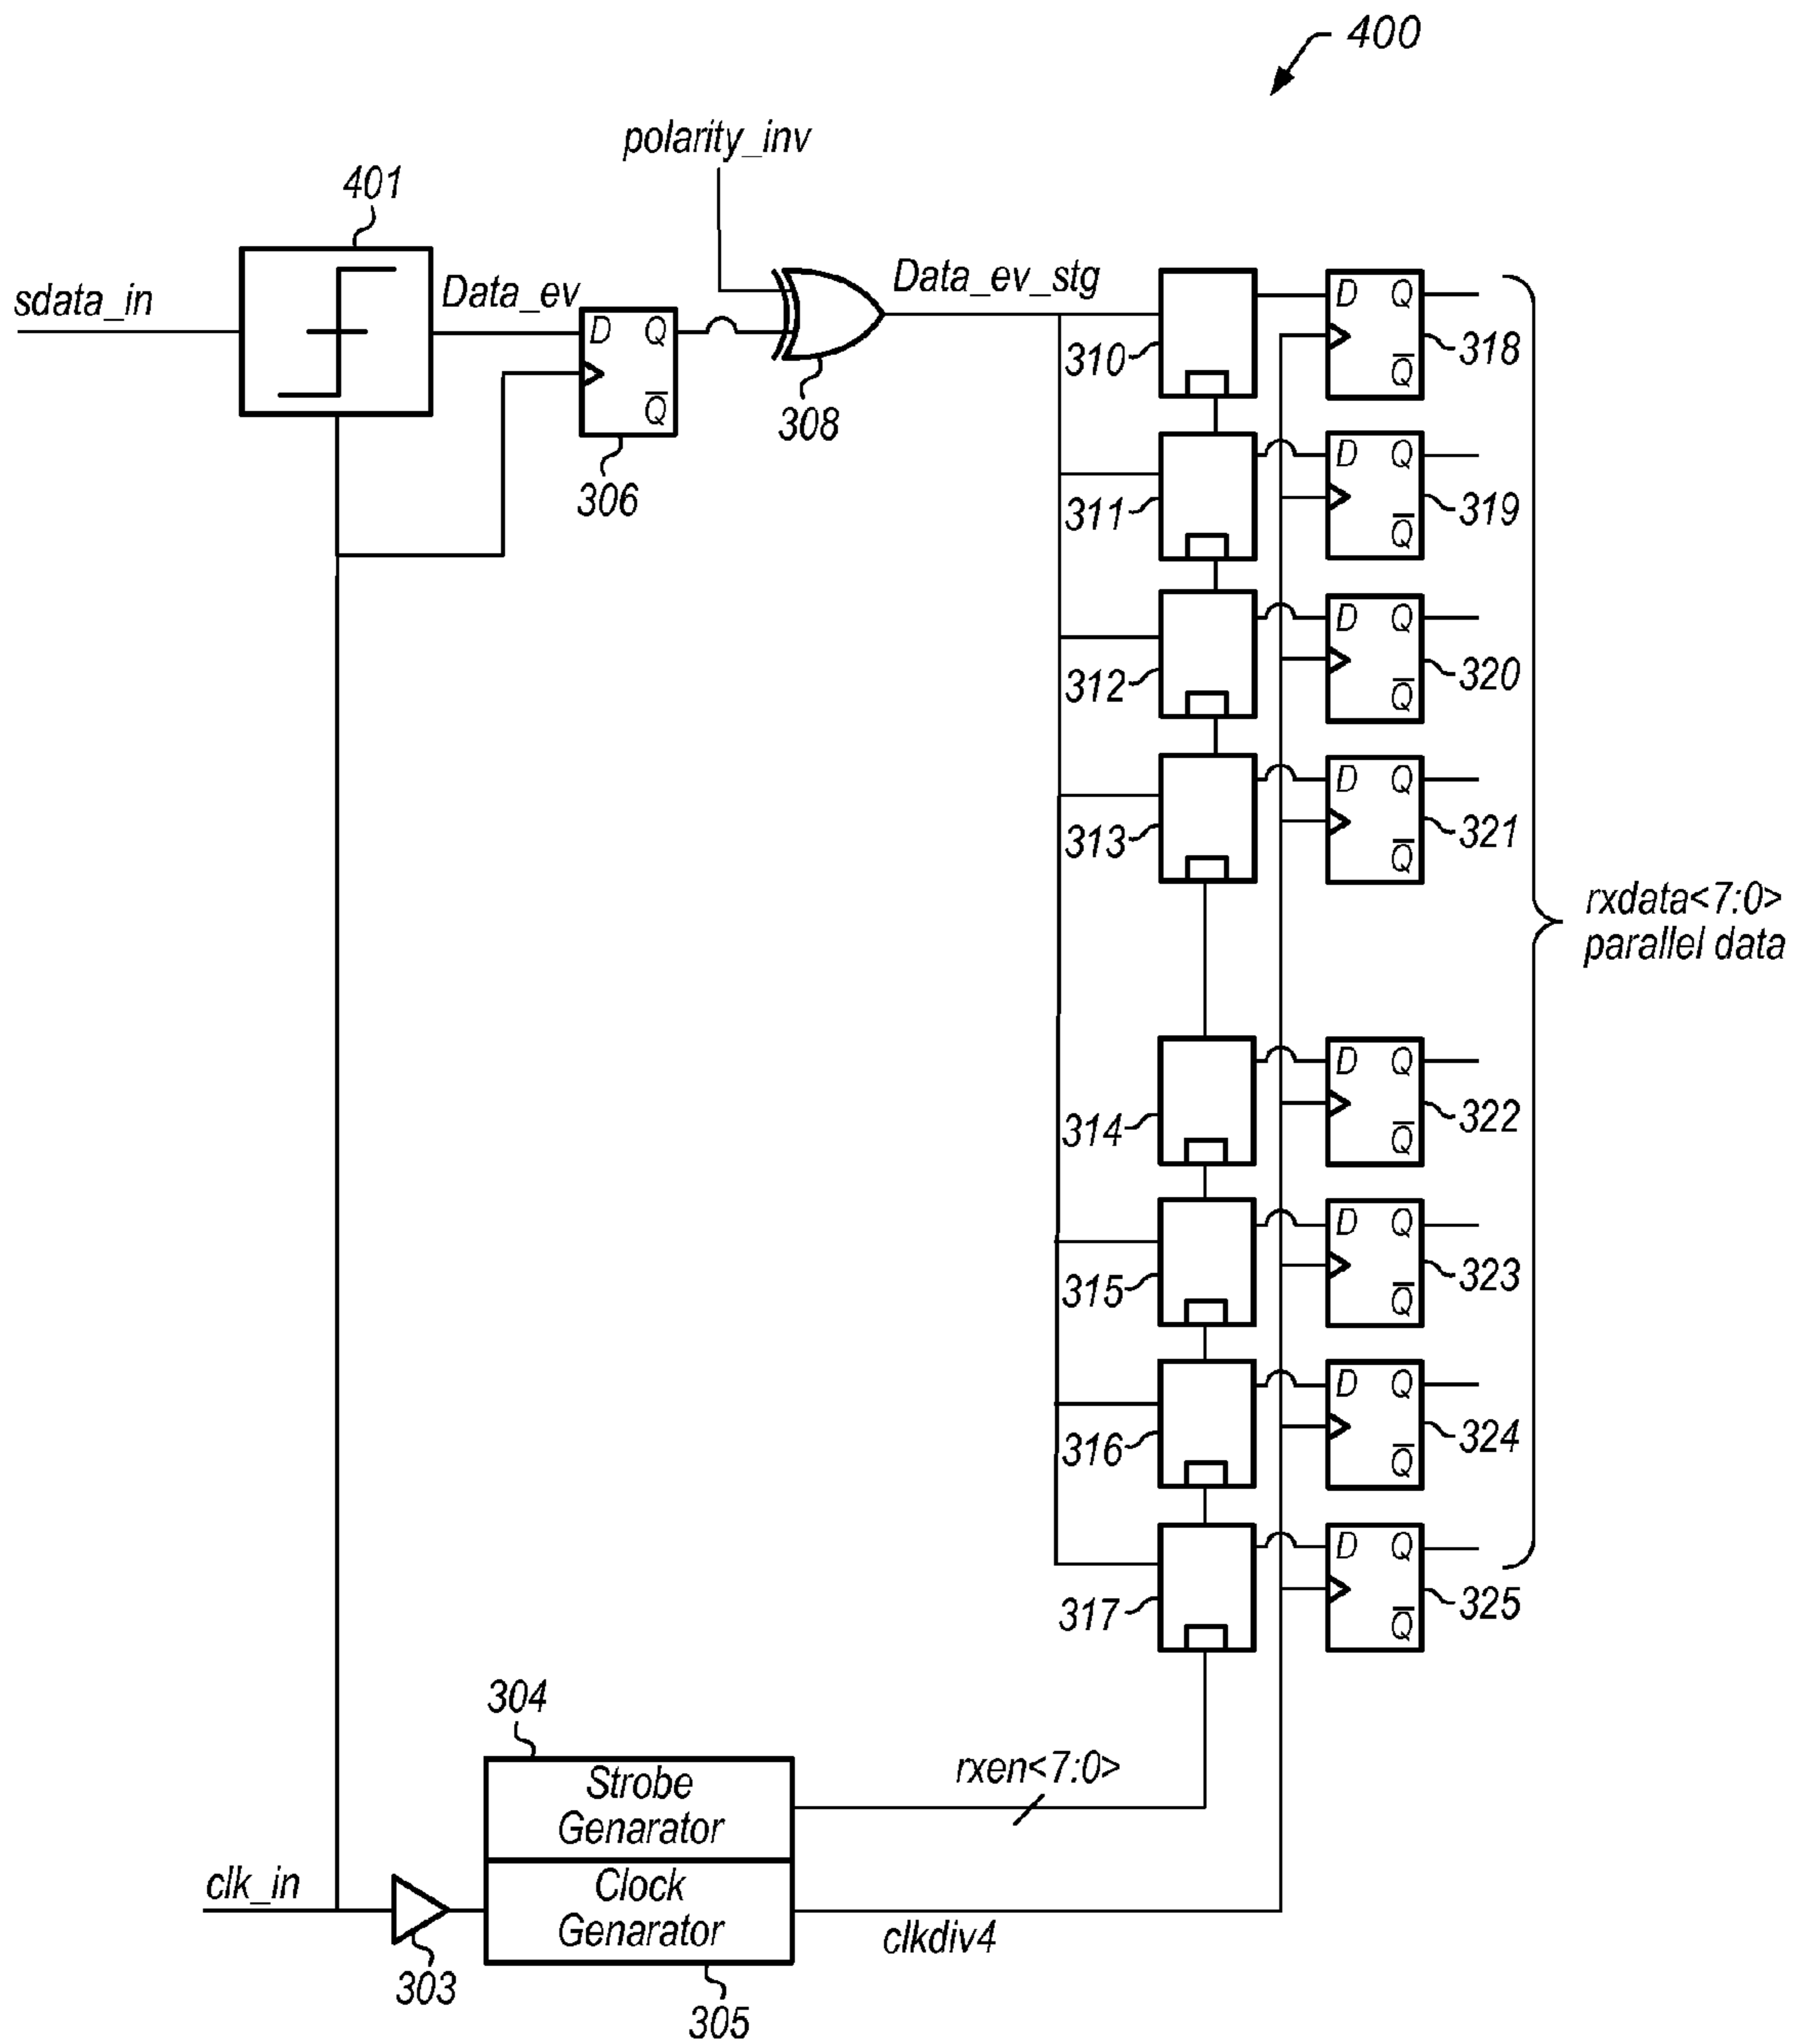 400
polarity_inv
401
sdata_in
Data_ev
Data_ev_stg
D Q
Q
306
308
310
D Q
318
Q
311
D Q
319
Q
312
D Q
320
Q
313
D Q
321
Q
rxdata<7:0>
parallel data
314
D Q
322
Q
315
D Q
323
Q
316
D Q
324
Q
317
D Q
325
Q
304
Strobe
Genarator
rxen<7:0>
clk_in
Clock
Genarator
clkdiv4
303
305